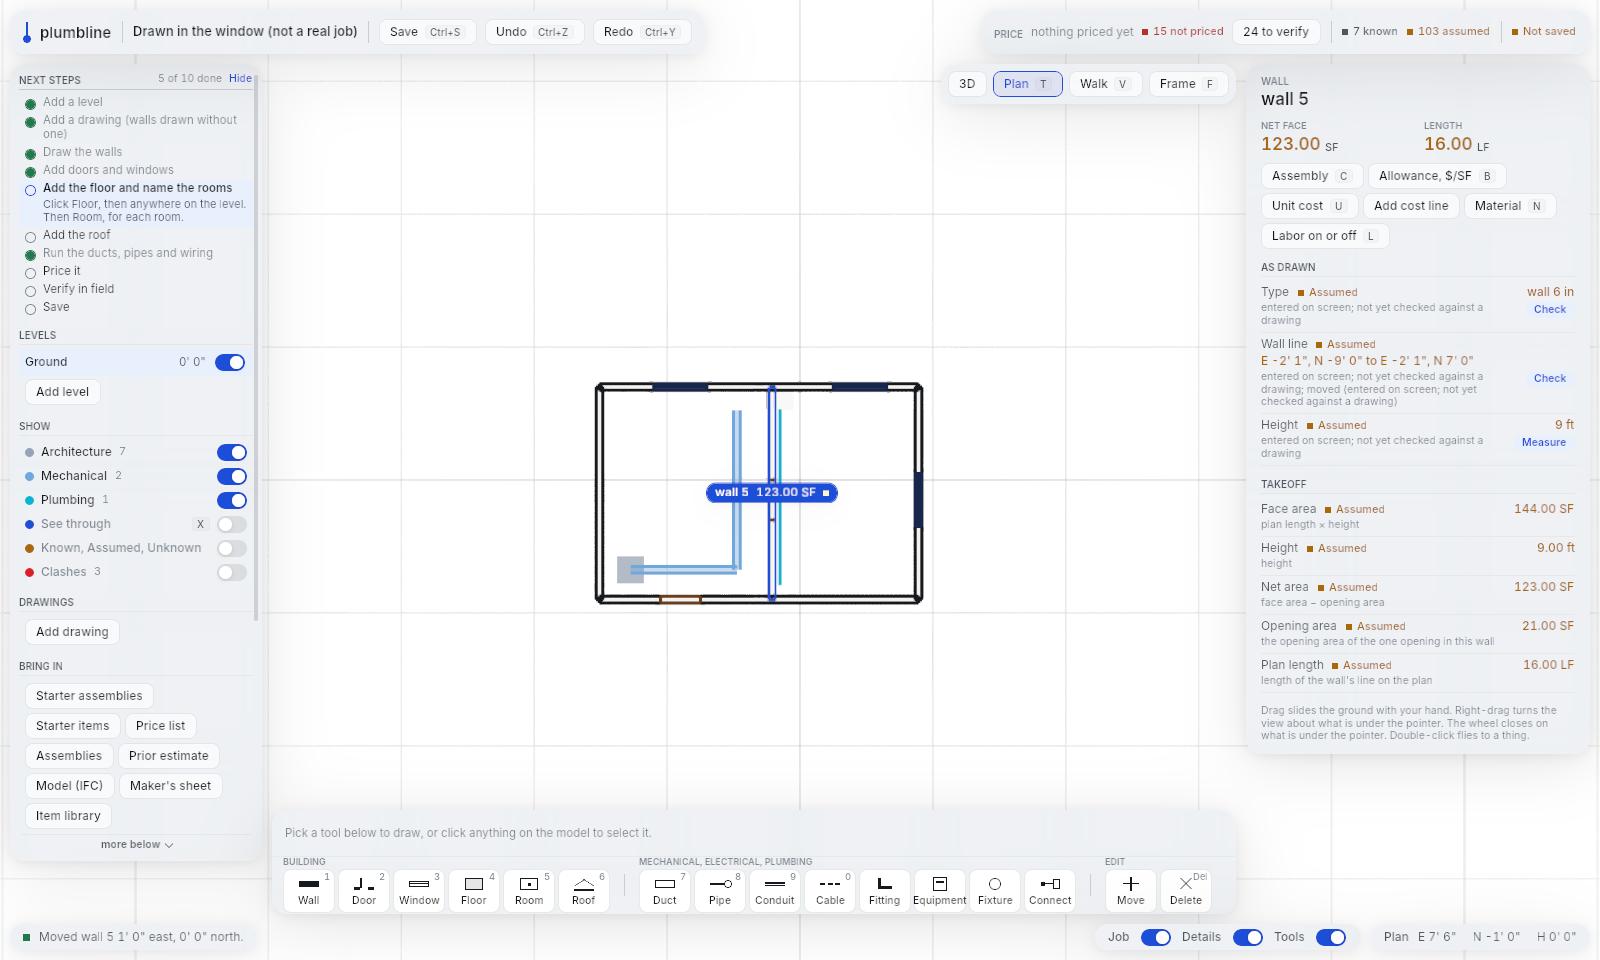 plumbline
Drawn in the window (not a real job)
Save Ctrl+S
Undo Ctrl+Z
Redo Ctrl+Y
PRICE nothing priced yet 15 not priced
24 to verify
7 known 103 assumed
Not saved
NEXT STEPS 5 of 10 done Hide
Add a level
Add a drawing (walls drawn without
one)
Draw the walls
Add doors and windows
Add the floor and name the rooms
Click Floor, then anywhere on the level.
Then Room, for each room.
Add the roof
Run the ducts, pipes and wiring
Price it
Verify in field
Save
LEVELS
Ground 0' 0"
Add level
SHOW
Architecture 7
Mechanical 2
Plumbing 1
See through X
Known, Assumed, Unknown
Clashes 3
DRAWINGS
Add drawing
BRING IN
Starter assemblies
Starter items Price list
Assemblies Prior estimate
Model (IFC) Maker's sheet
Item library
more below
3D
Plan T
Walk V
Frame F
wall 5 123.00 SF
WALL
wall 5
NET FACE LENGTH
123.00 SF 16.00 LF
Assembly C Allowance, $/SF B
Unit cost U Add cost line Material N
Labor on or off L
AS DRAWN
Type Assumed wall 6 in
entered on screen; not yet checked against a
drawing
Check
Wall line Assumed
E -2' 1", N -9' 0" to E -2' 1", N 7' 0"
entered on screen; not yet checked against a
drawing; moved (entered on screen; not yet
checked against a drawing)
Check
Height Assumed 9 ft
entered on screen; not yet checked against a
drawing
Measure
TAKEOFF
Face area Assumed 144.00 SF
plan length × height
Height Assumed 9.00 ft
height
Net area Assumed 123.00 SF
face area − opening area
Opening area Assumed 21.00 SF
the opening area of the one opening in this wall
Plan length Assumed 16.00 LF
length of the wall's line on the plan
Drag slides the ground with your hand. Right-drag turns the
view about what is under the pointer. The wheel closes on
what is under the pointer. Double-click flies to a thing.
Pick a tool below to draw, or click anything on the model to select it.
BUILDING MECHANICAL, ELECTRICAL, PLUMBING EDIT
1 2 3 4 5 6 7 8 9 0 Del
Wall Door Window Floor Room Roof Duct Pipe Conduit Cable Fitting Equipment Fixture Connect Move Delete
Moved wall 5 1' 0" east, 0' 0" north.
Job Details Tools
Plan E 7' 6" N -1' 0" H 0' 0"